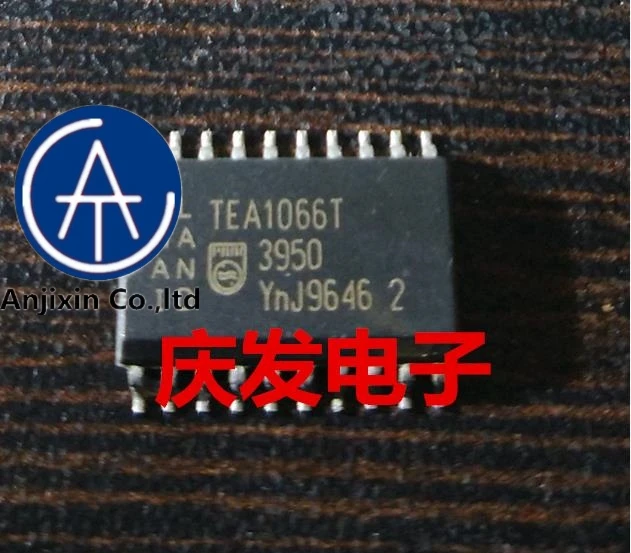 TEA1066T
3950
YnJ9646 2
Anjixin Co.,ltd
庆发电子